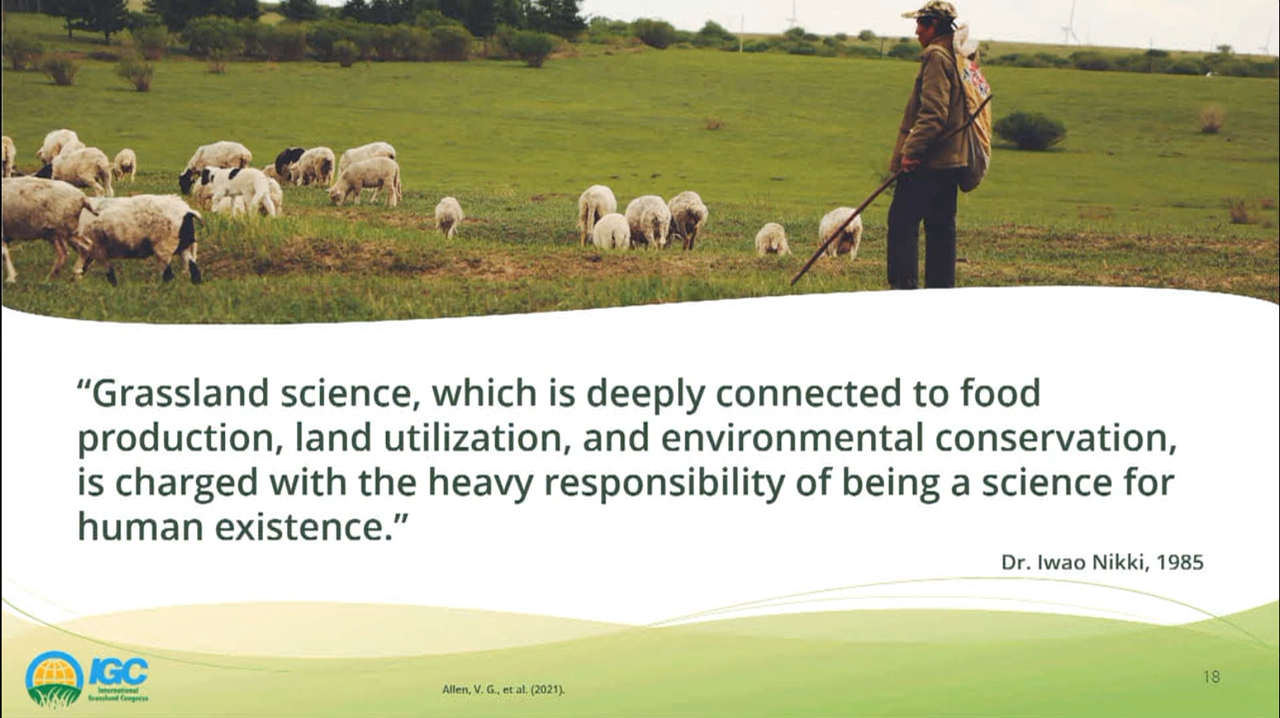 “Grassland science, which is deeply connected to food
production, land utilization, and environmental conservation,
is charged with the heavy responsibility of being a science for
human existence.”
Dr. Iwao Nikki, 1985
IGC
International
Grassland Congress
Allen, V. G., et al. (2021).
18